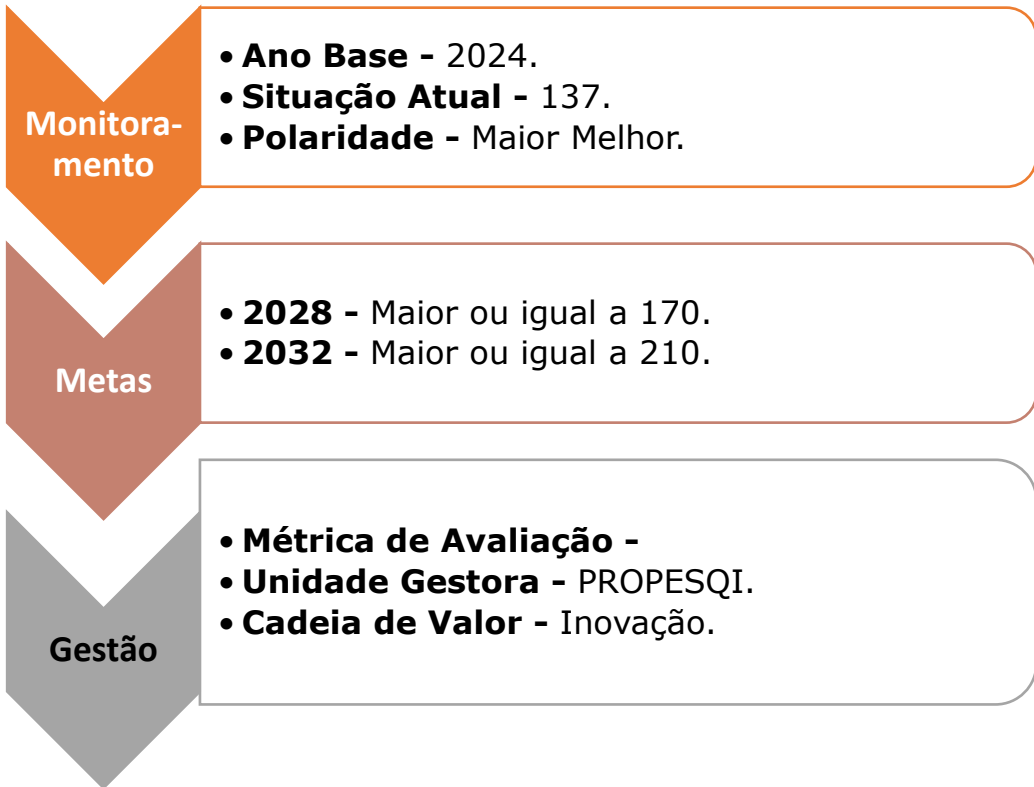 Monitora-
mento
• Ano Base - 2024.
• Situação Atual - 137.
• Polaridade - Maior Melhor.
Metas
• 2028 - Maior ou igual a 170.
• 2032 - Maior ou igual a 210.
Gestão
• Métrica de Avaliação -
• Unidade Gestora - PROPESQI.
• Cadeia de Valor - Inovação.